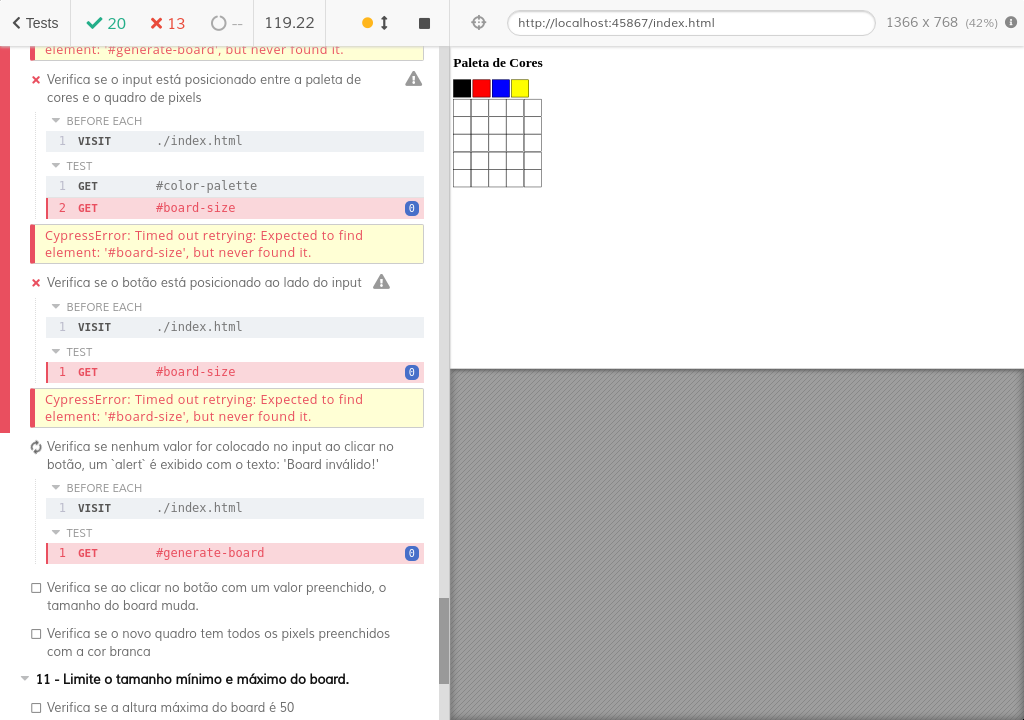 Tests
20
13
--
119.22
http://localhost:45867/index.html
1366 x 768 (42%)
element: '#generate-board', but never found it.
Verifica se o input está posicionado entre a paleta de
cores e o quadro de pixels
BEFORE EACH
1 VISIT ./index.html
TEST
1 GET #color-palette
2 GET #board-size 0
CypressError: Timed out retrying: Expected to find
element: '#board-size', but never found it.
Verifica se o botão está posicionado ao lado do input
BEFORE EACH
1 VISIT ./index.html
TEST
1 GET #board-size 0
CypressError: Timed out retrying: Expected to find
element: '#board-size', but never found it.
Verifica se nenhum valor for colocado no input ao clicar no
botão, um `alert` é exibido com o texto: 'Board inválido!'
BEFORE EACH
1 VISIT ./index.html
TEST
1 GET #generate-board 0
Verifica se ao clicar no botão com um valor preenchido, o
tamanho do board muda.
Verifica se o novo quadro tem todos os pixels preenchidos
com a cor branca
11 - Limite o tamanho mínimo e máximo do board.
Verifica se a altura máxima do board é 50
Paleta de Cores